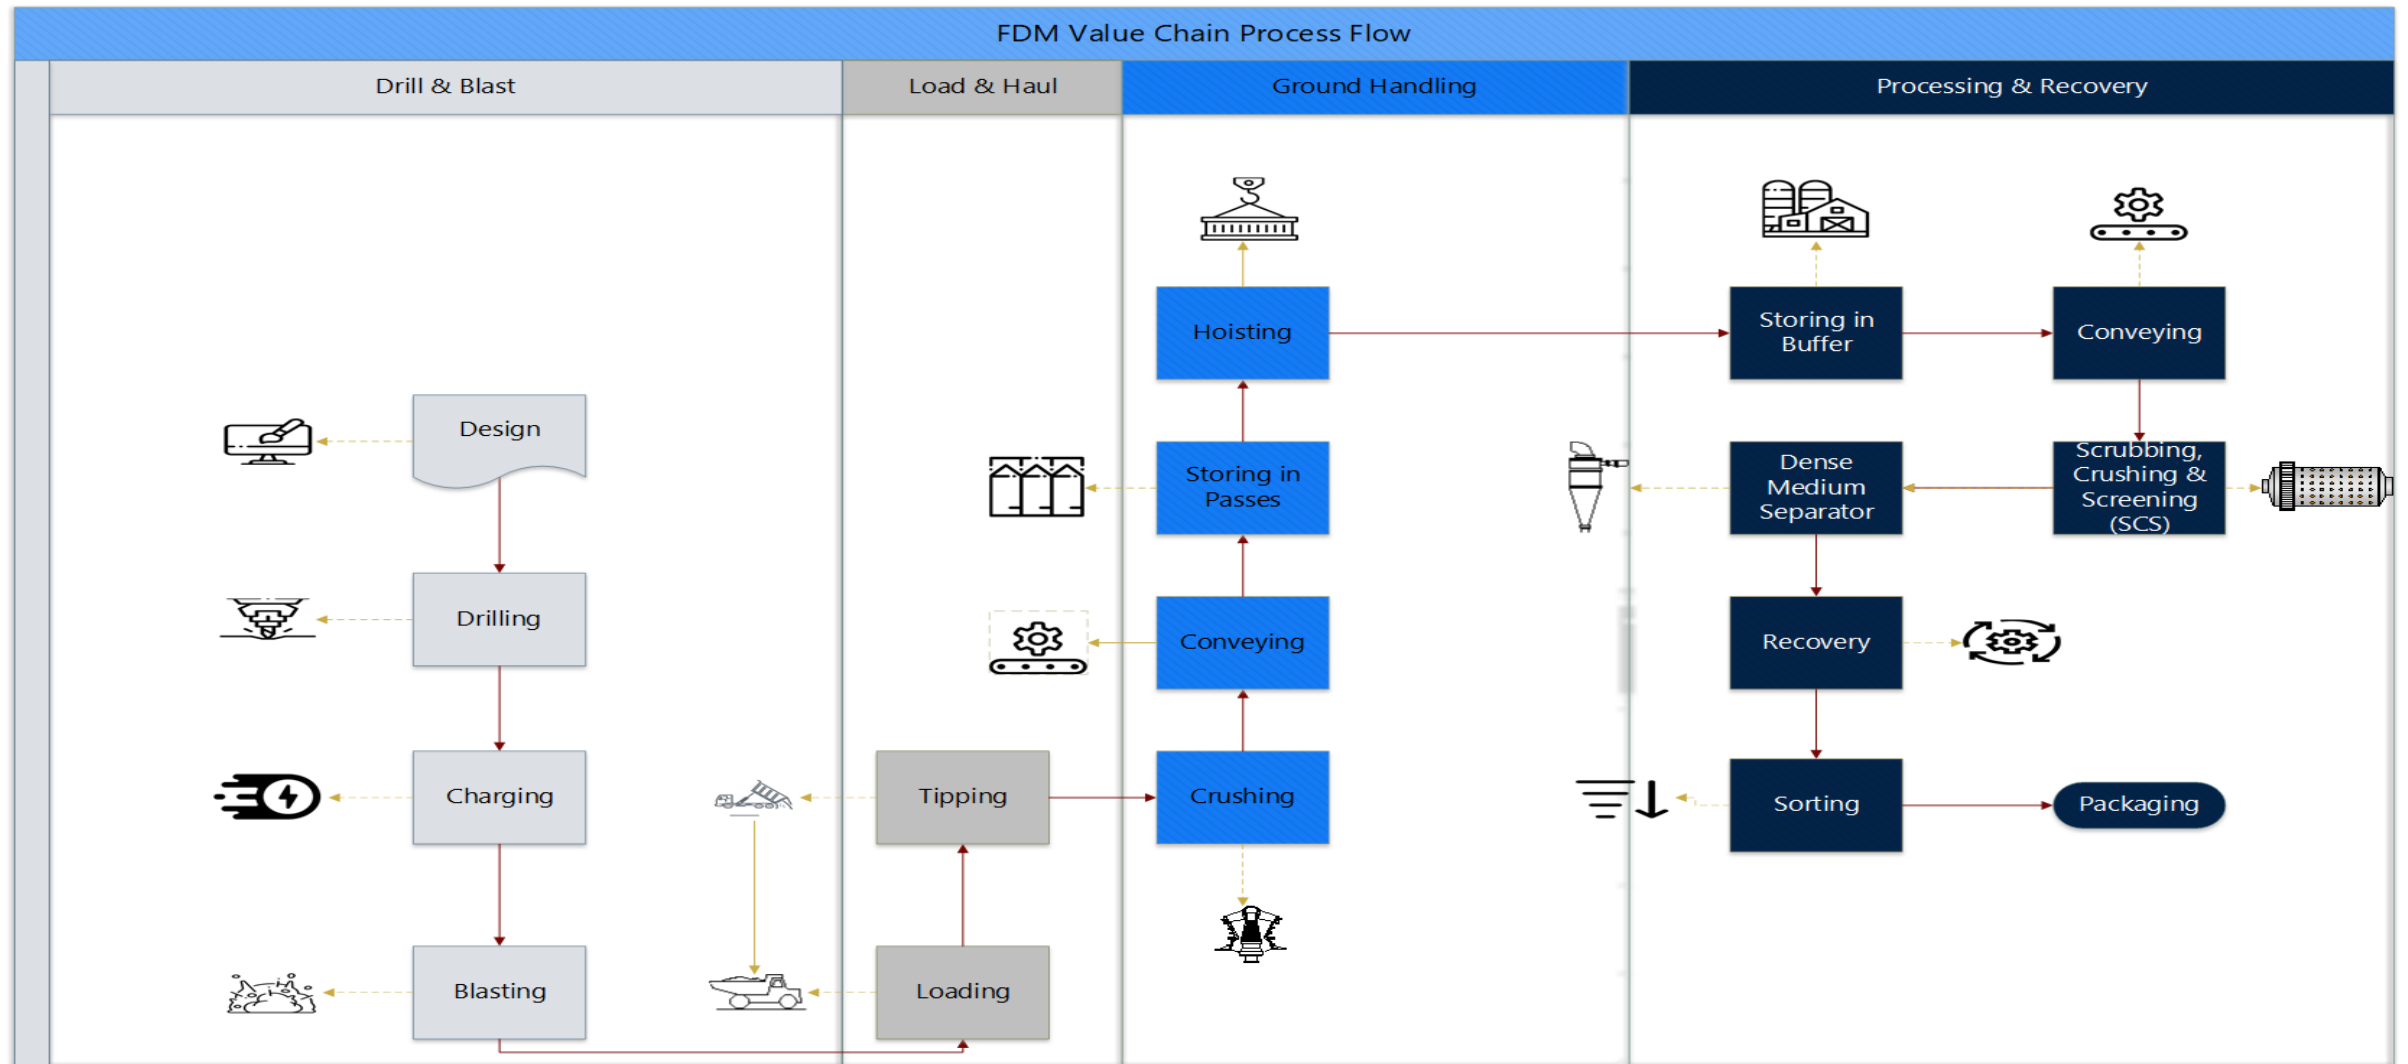 FDM Value Chain Process Flow
Drill & Blast
Load & Haul
Ground Handling
Processing & Recovery
Design
Drilling
Charging
Blasting
Tipping
Loading
Hoisting
Storing in
Passes
Conveying
Crushing
Storing in
Buffer
Conveying
Dense
Medium
Separator
Scrubbing,
Crushing &
Screening
(SCS)
Recovery
Sorting
Packaging